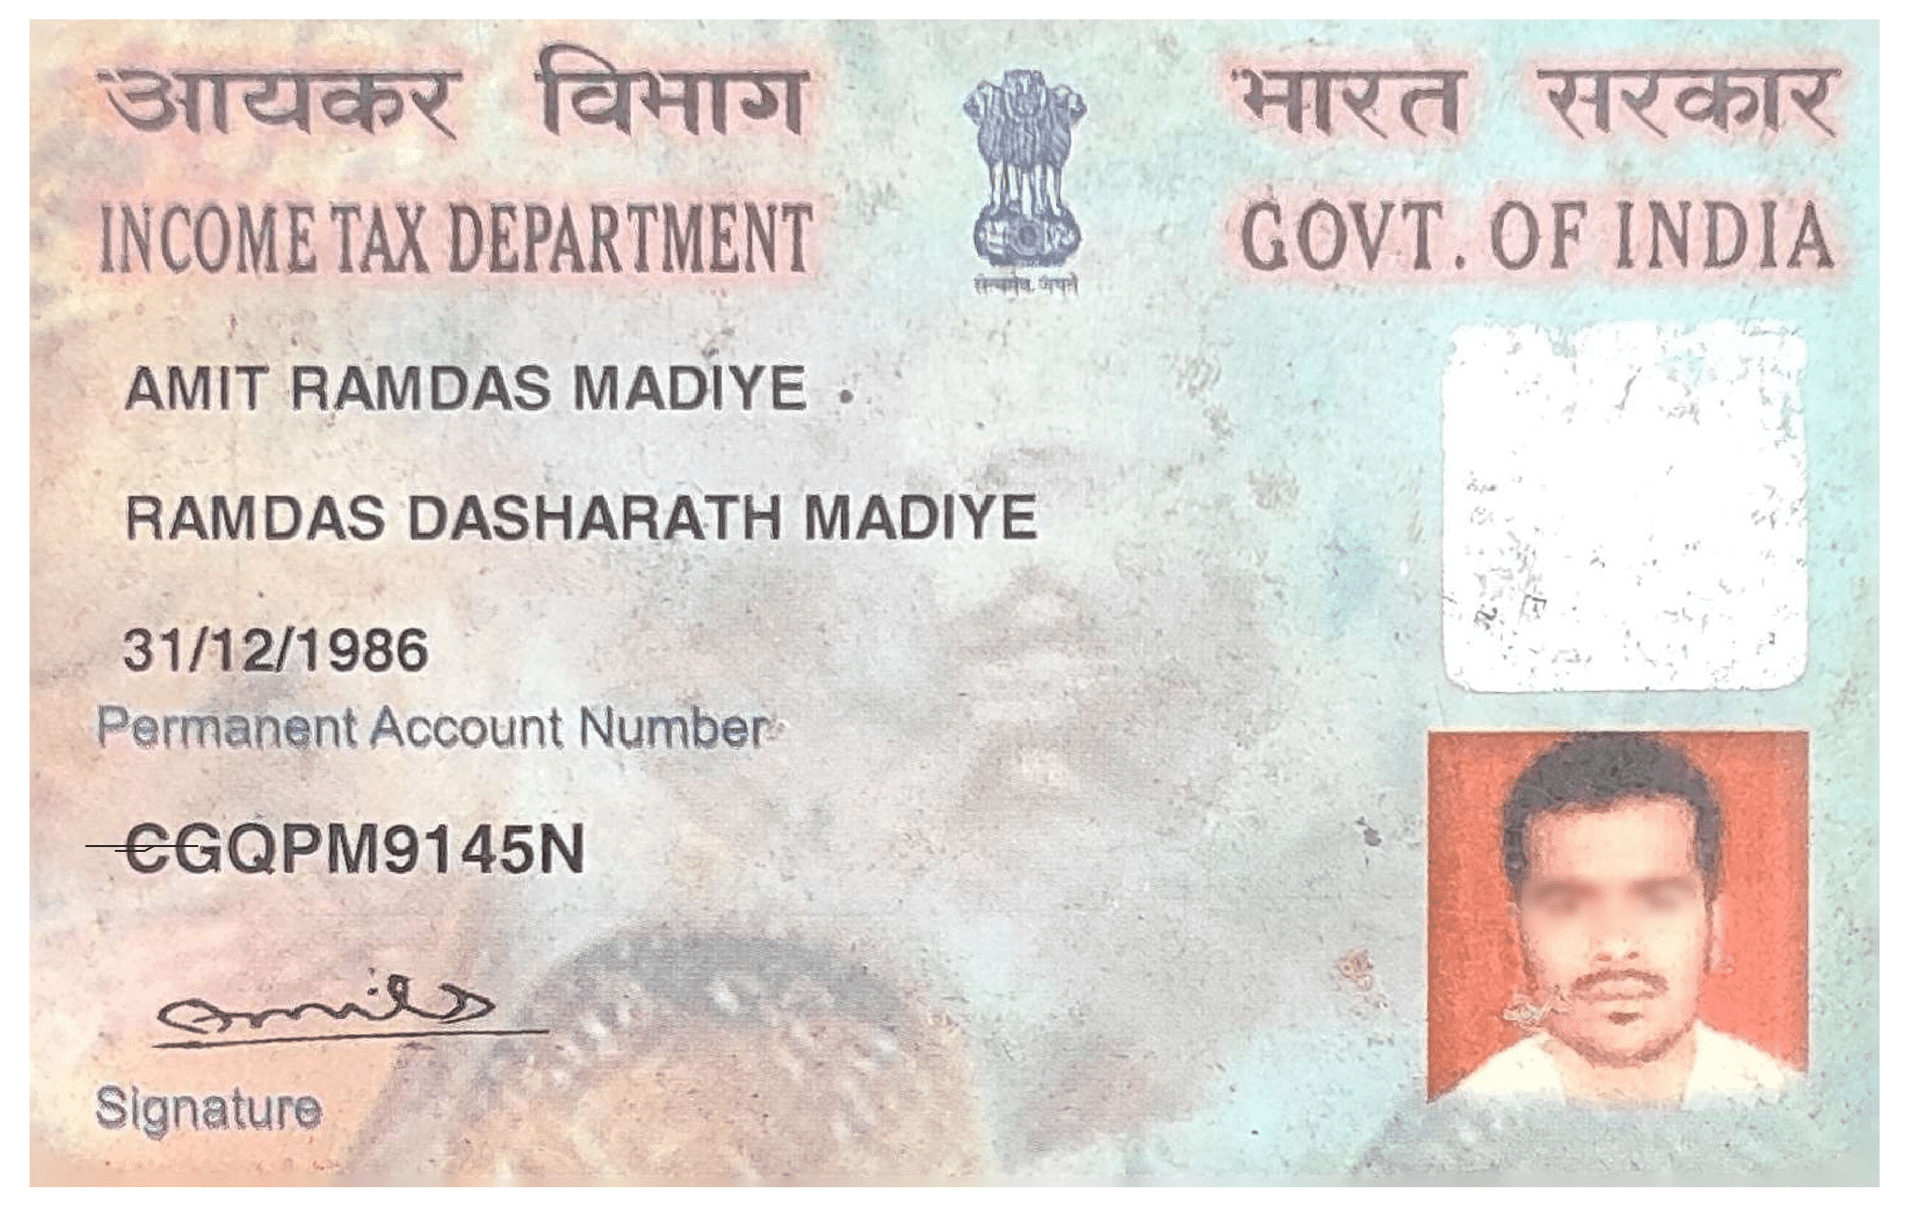 आयकर विभाग
INCOME TAX DEPARTMENT
सत्यमेव जयते
भारत सरकार
GOVT. OF INDIA
AMIT RAMDAS MADIYE
RAMDAS DASHARATH MADIYE
31/12/1986
Permanent Account Number
CGQPM9145N
Amit
Signature